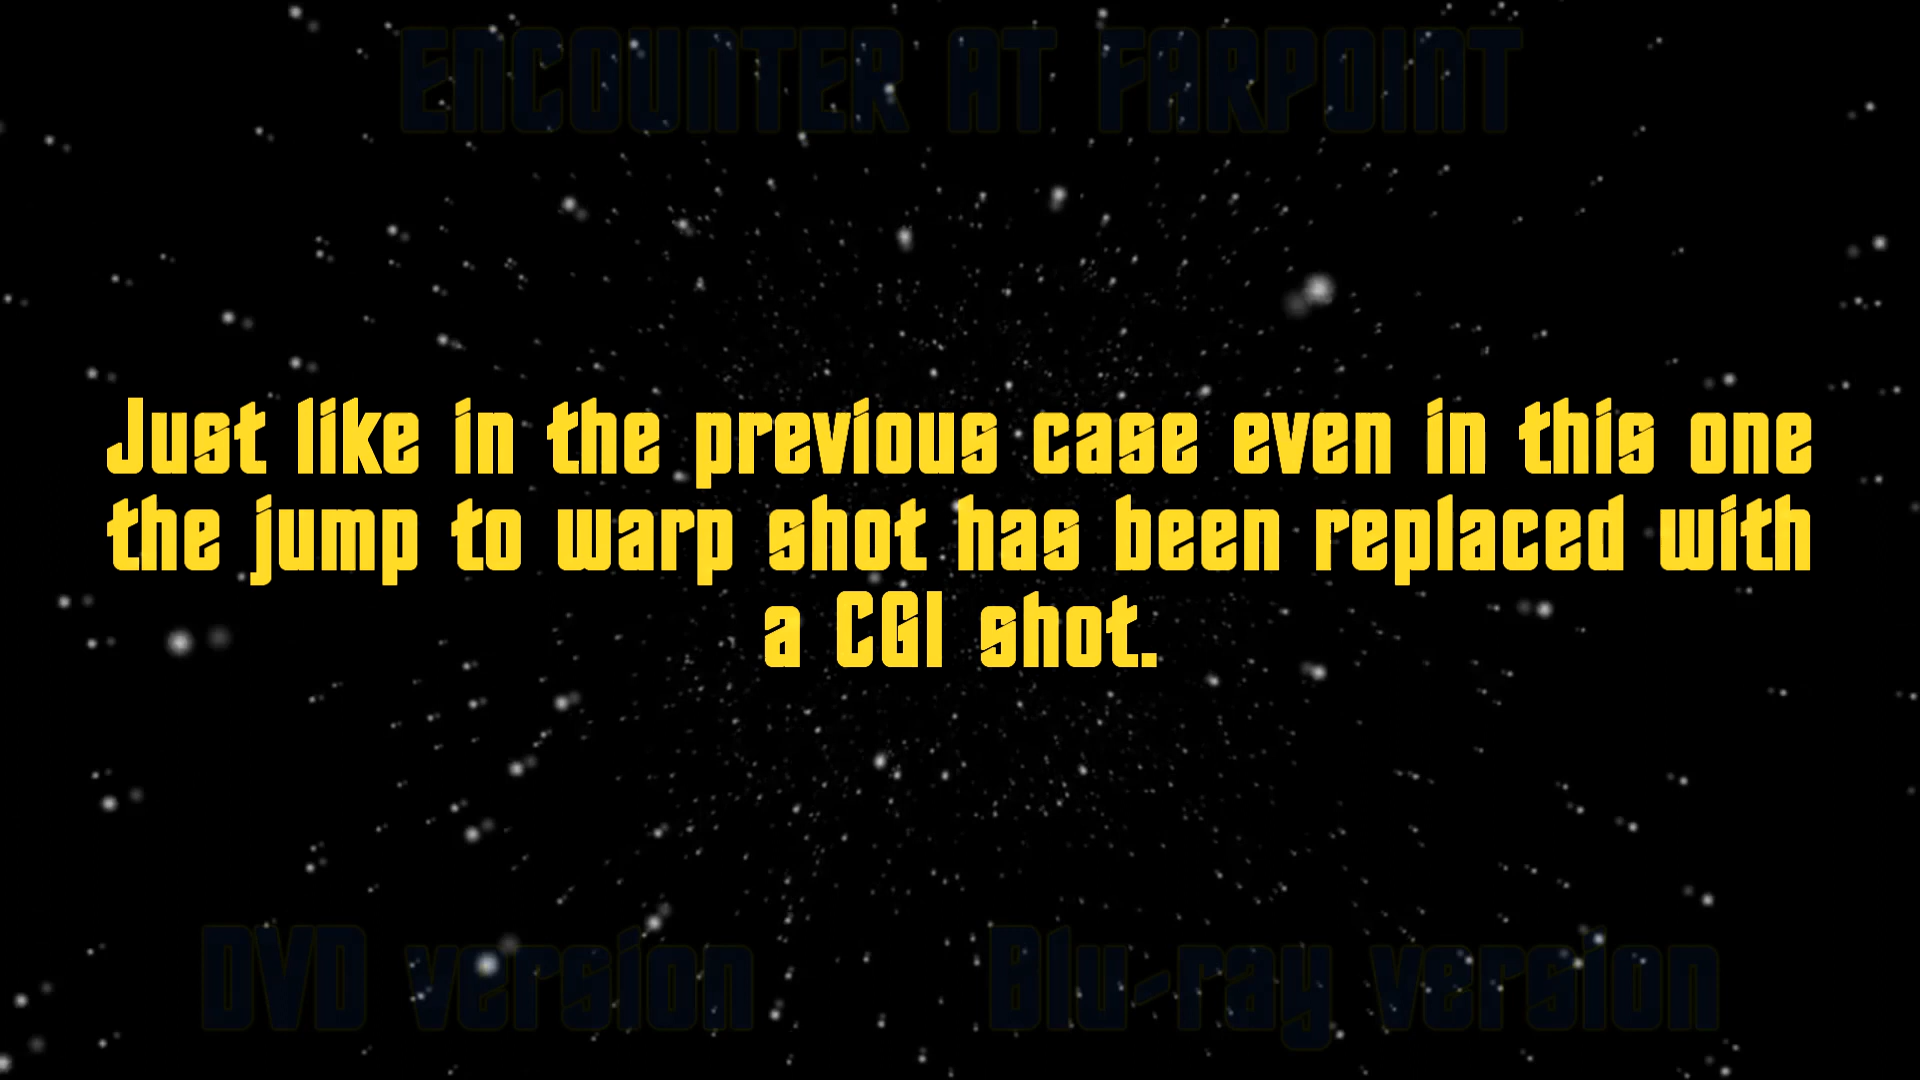 ENCOUNTER AT FARPOINT
Just like in the previous case even in this one
the jump to warp shot has been replaced with
a CGI shot.
DVD version Blu-ray version